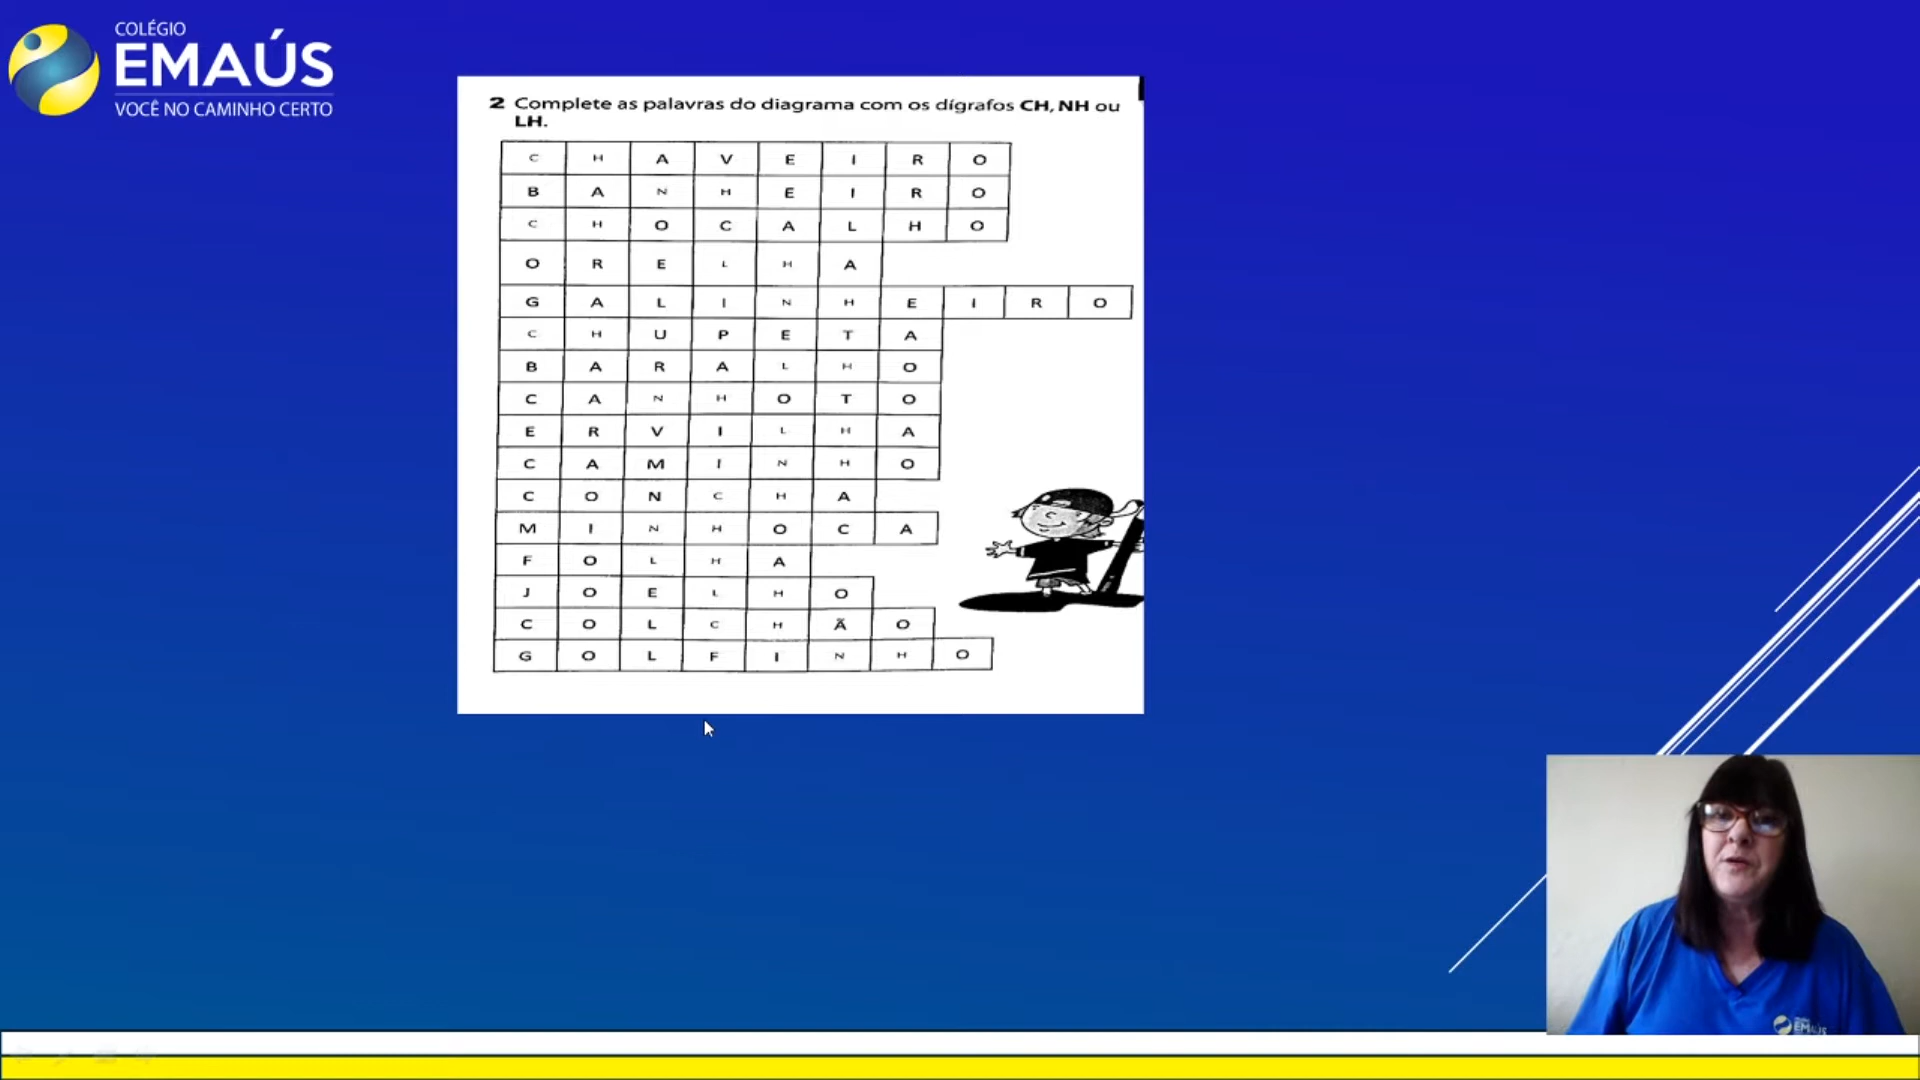 COLÉGIO
EMAÚS
VOCÊ NO CAMINHO CERTO
2 Complete as palavras do diagrama com os dígrafos CH, NH ou
LH.
C H A V E I R O
B A N H E I R O
C H O C A L H O
O R E L H A
G A L I N H E I R O
C H U P E T A
B A R A L H O
C A N H O T O
E R V I L H A
C A M I N H O
C O N C H A
M I N H O C A
F O L H A
J O E L H O
C O L C H Ã O
G O L F I N H O
EMAÚS